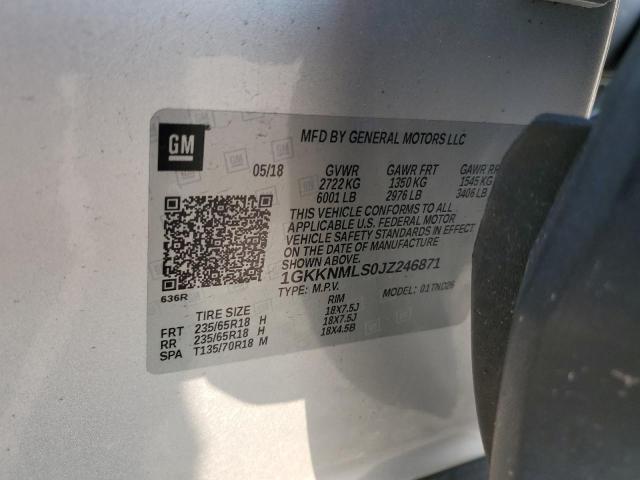 GM
MFD BY GENERAL MOTORS LLC
05/18 GVWR GAWR FRT GAWR RR
2722 KG 1350 KG 1545 KG
6001 LB 2976 LB 3406 LB
THIS VEHICLE CONFORMS TO ALL
APPLICABLE U.S. FEDERAL MOTOR
VEHICLE SAFETY STANDARDS IN EFFECT
ON THE DATE OF MANUFACTURE
SHOWN ABOVE.
1GKKNMLS0JZ246871
636R
TYPE: M.P.V. MODEL: 01TNL26
TIRE SIZE RIM
FRT 235/65R18 H 18X7.5J
RR 235/65R18 H 18X7.5J
SPA T135/70R18 M 18X4.5B